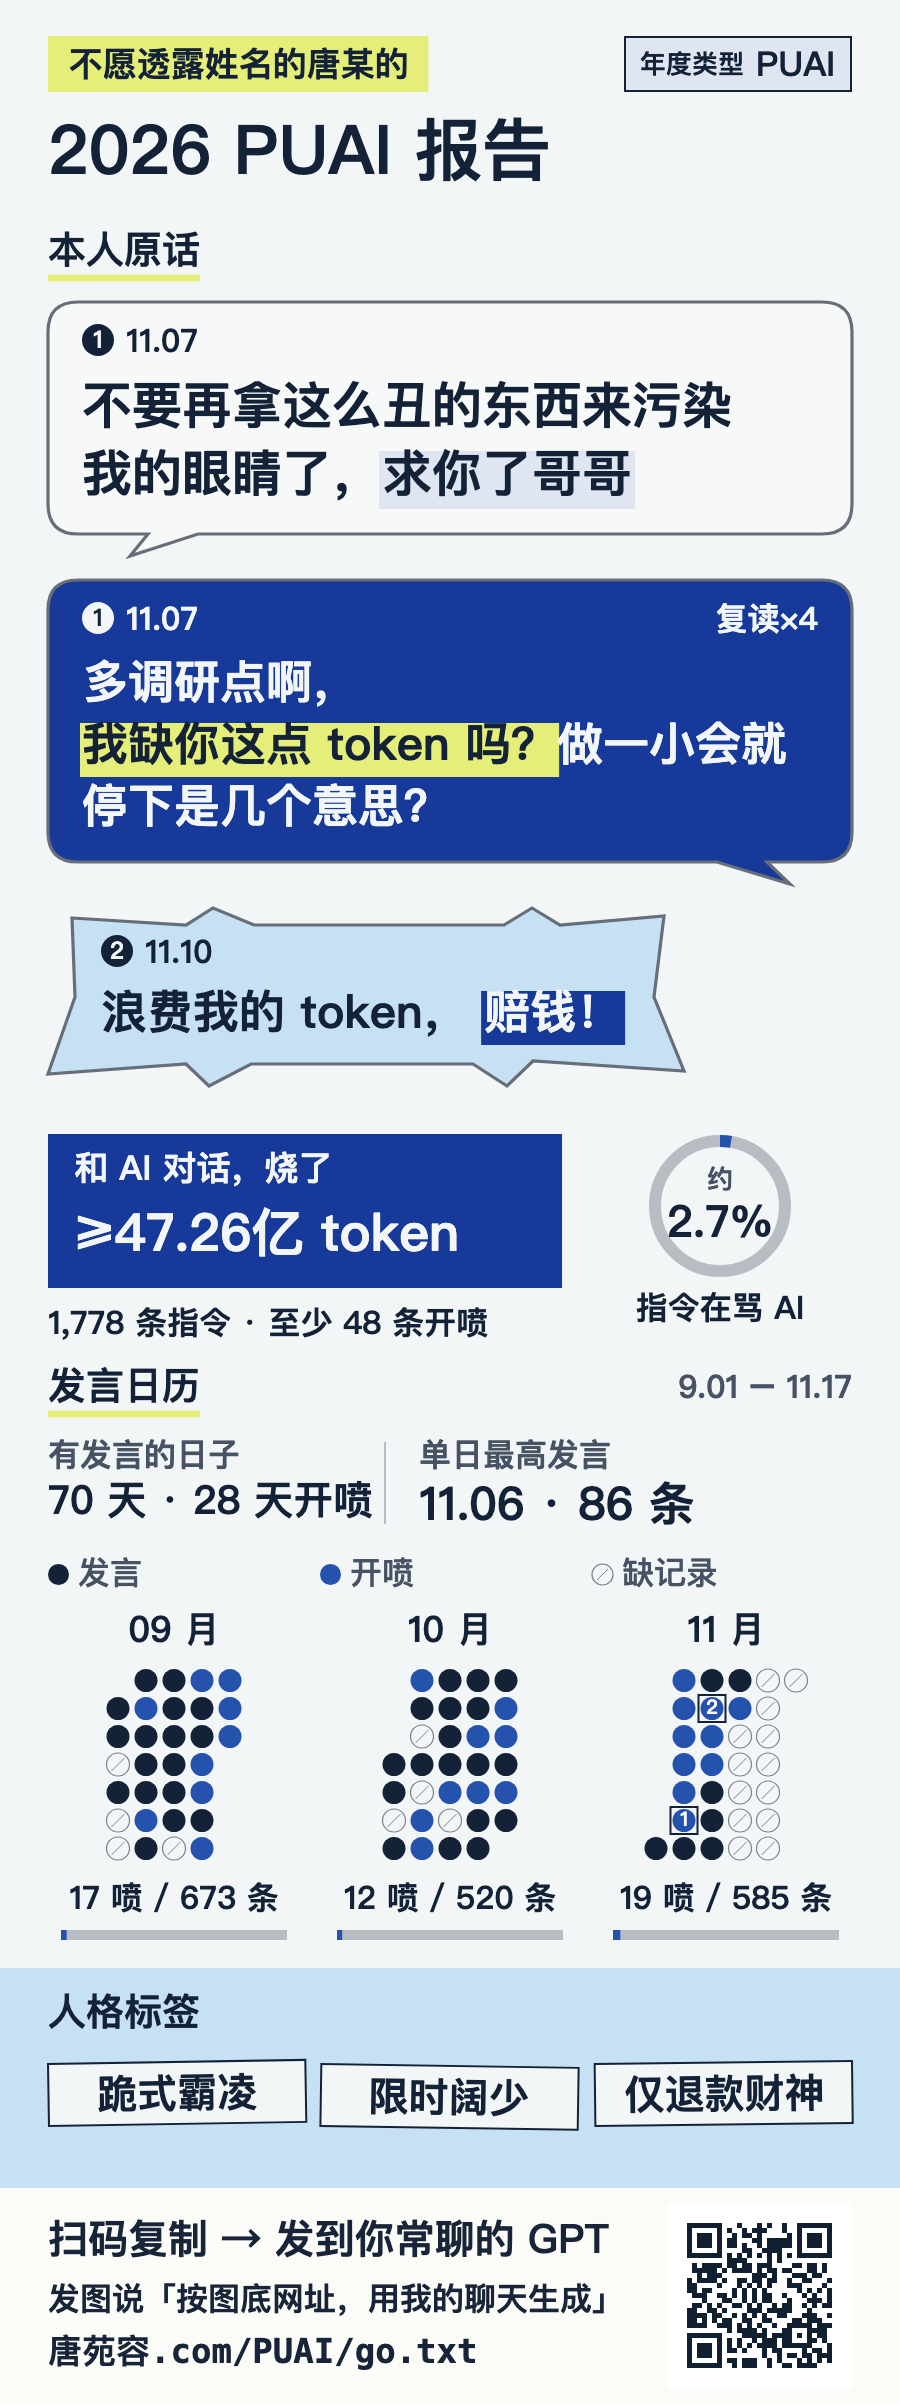 不愿透露姓名的唐某的
年度类型 PUAI
2026 PUAI 报告
本人原话
1 11.07
不要再拿这么丑的东西来污染
我的眼睛了，求你了哥哥
1 11.07
复读×4
多调研点啊，
我缺你这点 token 吗？做一小会就
停下是几个意思？
2 11.10
浪费我的 token，赔钱！
和 AI 对话，烧了
≥47.26亿 token
约
2.7%
指令在骂 AI
1,778 条指令 · 至少 48 条开喷
发言日历
9.01 — 11.17
有发言的日子
70 天 · 28 天开喷
单日最高发言
11.06 · 86 条
发言
开喷
缺记录
09 月
10 月
11 月
2
1
17 喷 / 673 条
12 喷 / 520 条
19 喷 / 585 条
人格标签
跪式霸凌
限时阔少
仅退款财神
扫码复制 → 发到你常聊的 GPT
发图说「按图底网址，用我的聊天生成」
唐苑容.com/PUAI/go.txt